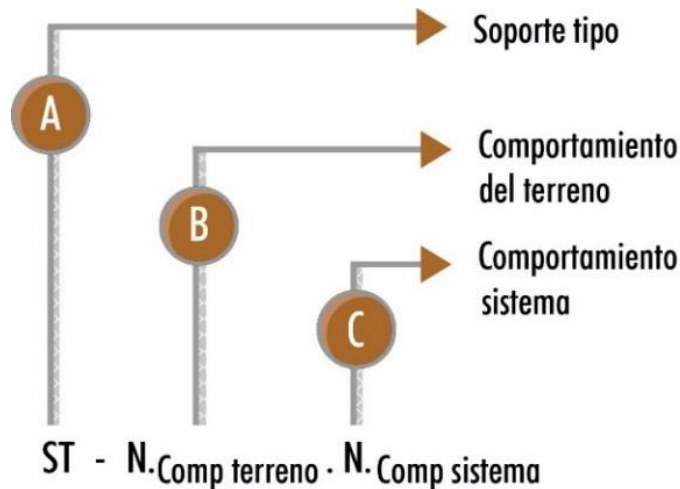 Soporte tipo
A
Comportamiento
del terreno
B
Comportamiento
sistema
C
ST - N.Comp terreno . N.Comp sistema